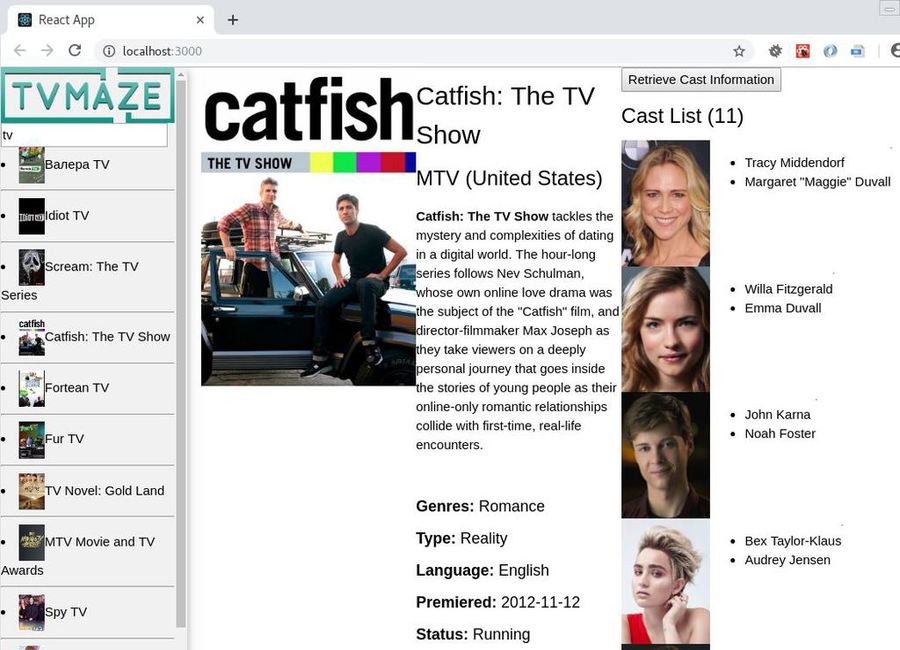 React App
localhost:3000
TVMAZE
tv
Валера TV
Idiot TV
Scream: The TV
Series
Catfish: The TV Show
Fortean TV
Fur TV
TV Novel: Gold Land
MTV Movie and TV
Awards
Spy TV
catfish
THE TV SHOW
Catfish: The TV
Show
MTV (United States)
Catfish: The TV Show tackles the
mystery and complexities of dating
in a digital world. The hour-long
series follows Nev Schulman,
whose own online love drama was
the subject of the "Catfish" film, and
director-filmmaker Max Joseph as
they take viewers on a deeply
personal journey that goes inside
the stories of young people as their
online-only romantic relationships
collide with first-time, real-life
encounters.
Genres: Romance
Type: Reality
Language: English
Premiered: 2012-11-12
Status: Running
Retrieve Cast Information
Cast List (11)
Tracy Middendorf
Margaret "Maggie" Duvall
Willa Fitzgerald
Emma Duvall
John Karna
Noah Foster
Bex Taylor-Klaus
Audrey Jensen